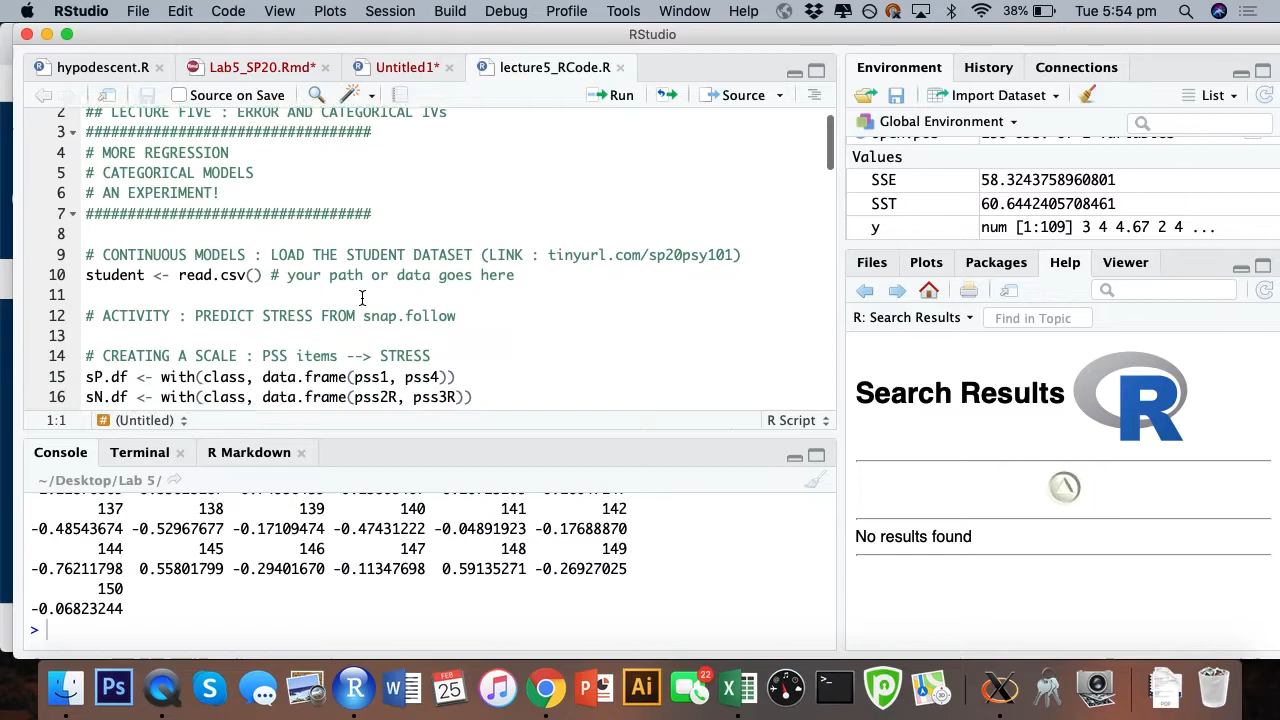 RStudio File Edit Code View Plots Session Build Debug Profile Tools Window Help 38% Tue 5:54 pm
RStudio
hypodescent.R Lab5_SP20.Rmd* Untitled1* lecture5_RCode.R
Source on Save Run Source
2 ## LECTURE FIVE : ERROR AND CATEGORICAL IVs
3 ##################################
4 # MORE REGRESSION
5 # CATEGORICAL MODELS
6 # AN EXPERIMENT!
7 ##################################
8
9 # CONTINUOUS MODELS : LOAD THE STUDENT DATASET (LINK : tinyurl.com/sp20psy101)
10 student <- read.csv() # your path or data goes here
11
12 # ACTIVITY : PREDICT STRESS FROM snap.follow
13
14 # CREATING A SCALE : PSS items --> STRESS
15 sP.df <- with(class, data.frame(pss1, pss4))
16 sN.df <- with(class, data.frame(pss2R, pss3R))
1:1 # (Untitled) R Script
Console Terminal R Markdown
~/Desktop/Lab 5/
137 138 139 140 141 142
-0.48543674 -0.52967677 -0.17109474 -0.47431222 -0.04891923 -0.17688870
144 145 146 147 148 149
-0.76211798 0.55801799 -0.29401670 -0.11347698 0.59135271 -0.26927025
150
-0.06823244
>
Environment History Connections
Import Dataset List
Global Environment
Values
SSE 58.3243758960801
SST 60.6442405708461
y num [1:109] 3 4 4.67 2 4 ...
Files Plots Packages Help Viewer
R: Search Results Find in Topic
Search Results R
No results found
Ps S R W FEB 25 P Ai 22 X >_ P PDF